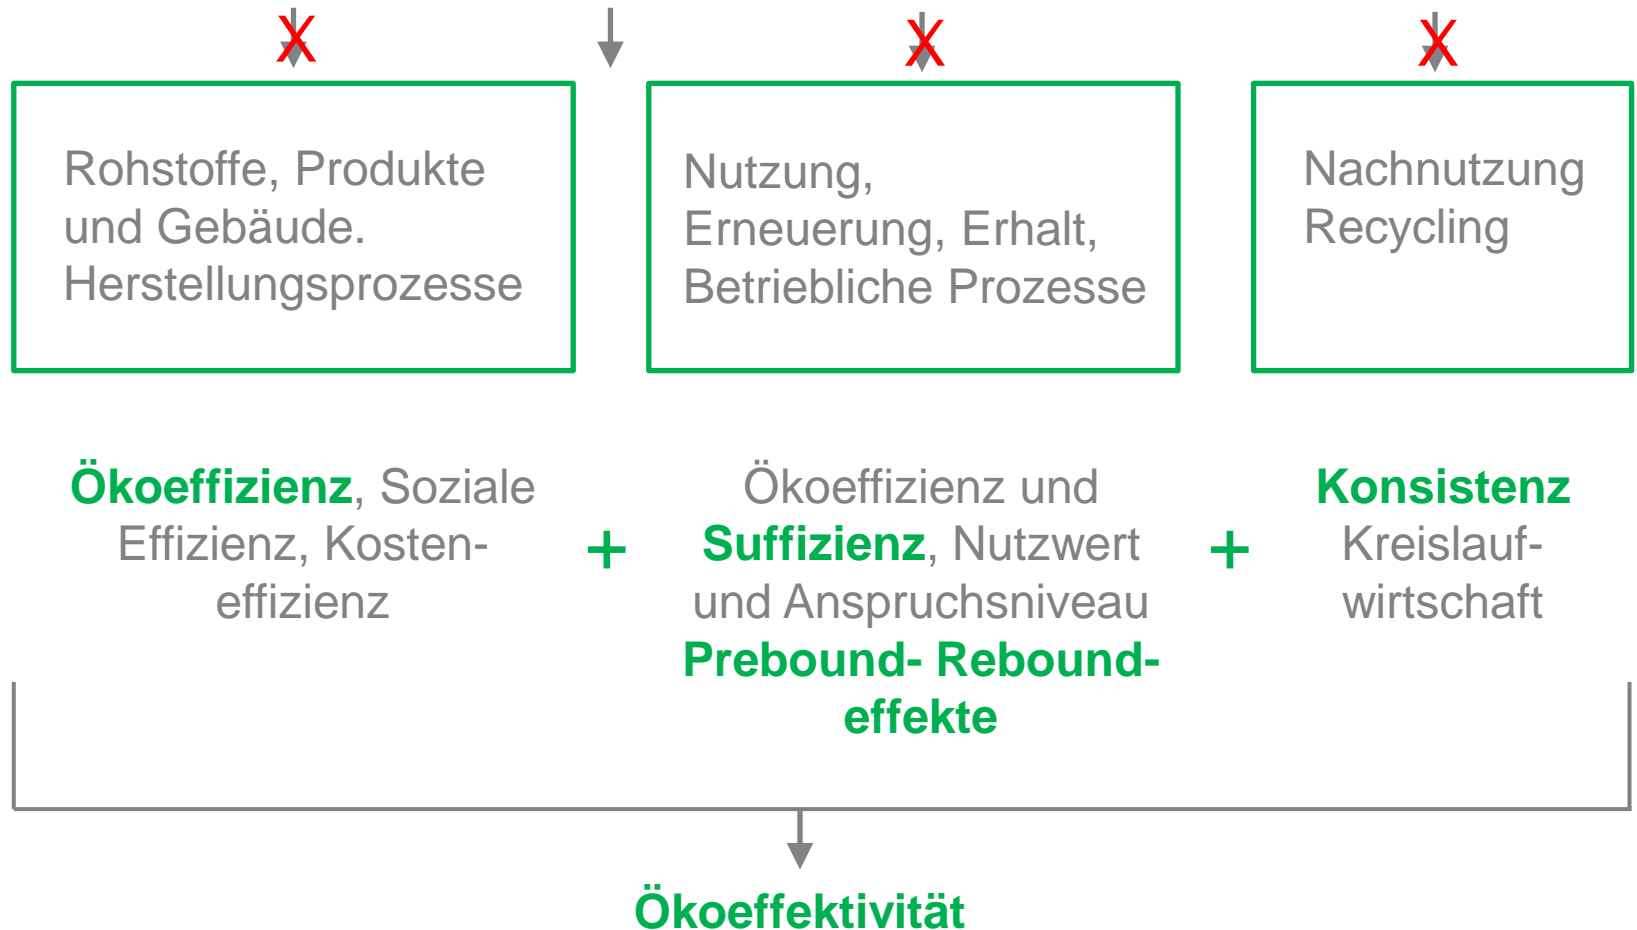 X X X
Rohstoffe, Produkte
und Gebäude.
Herstellungsprozesse
Nutzung,
Erneuerung, Erhalt,
Betriebliche Prozesse
Nachnutzung
Recycling
Ökoeffizienz, Soziale
Effizienz, Kosten-
effizienz
+
Ökoeffizienz und
Suffizienz, Nutzwert
und Anspruchsniveau
Prebound- Rebound-
effekte
+
Konsistenz
Kreislauf-
wirtschaft
Ökoeffektivität